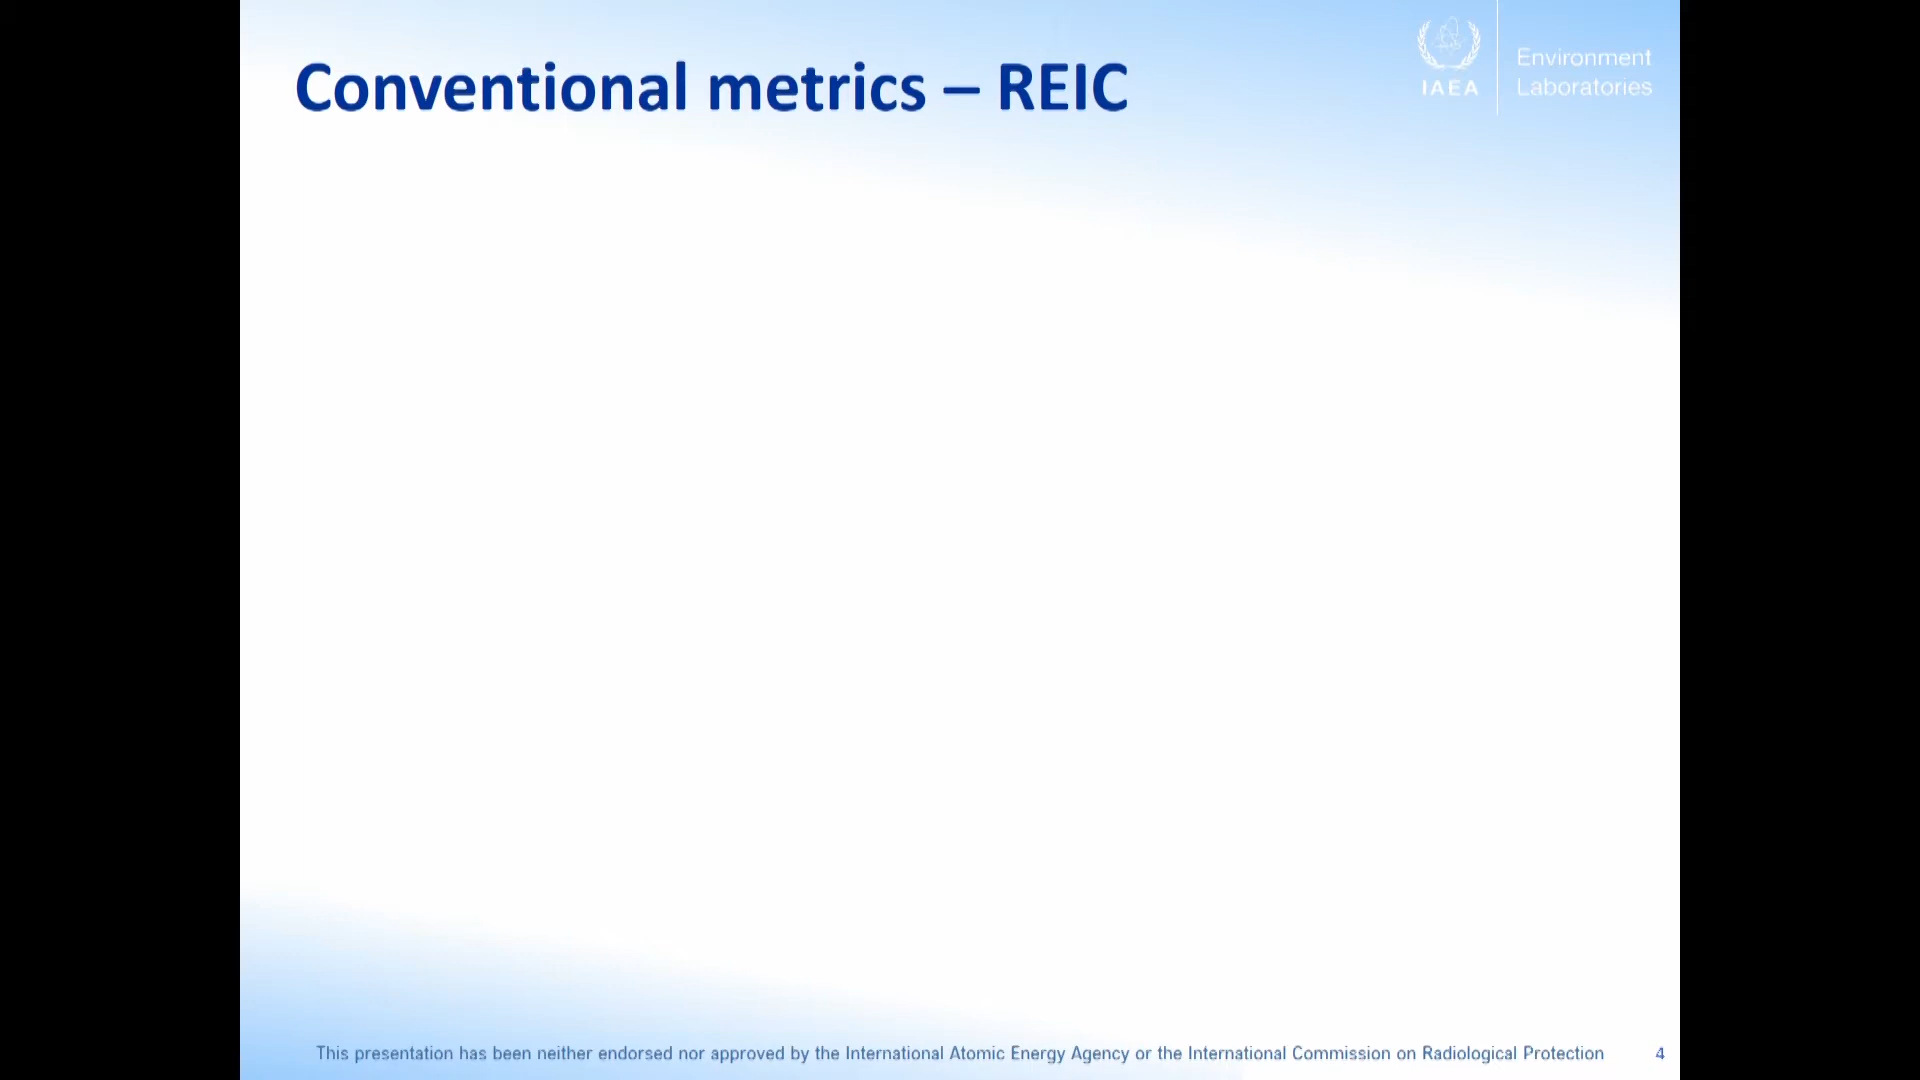 Conventional metrics – REIC
IAEA
Environment
Laboratories
This presentation has been neither endorsed nor approved by the International Atomic Energy Agency or the International Commission on Radiological Protection
4